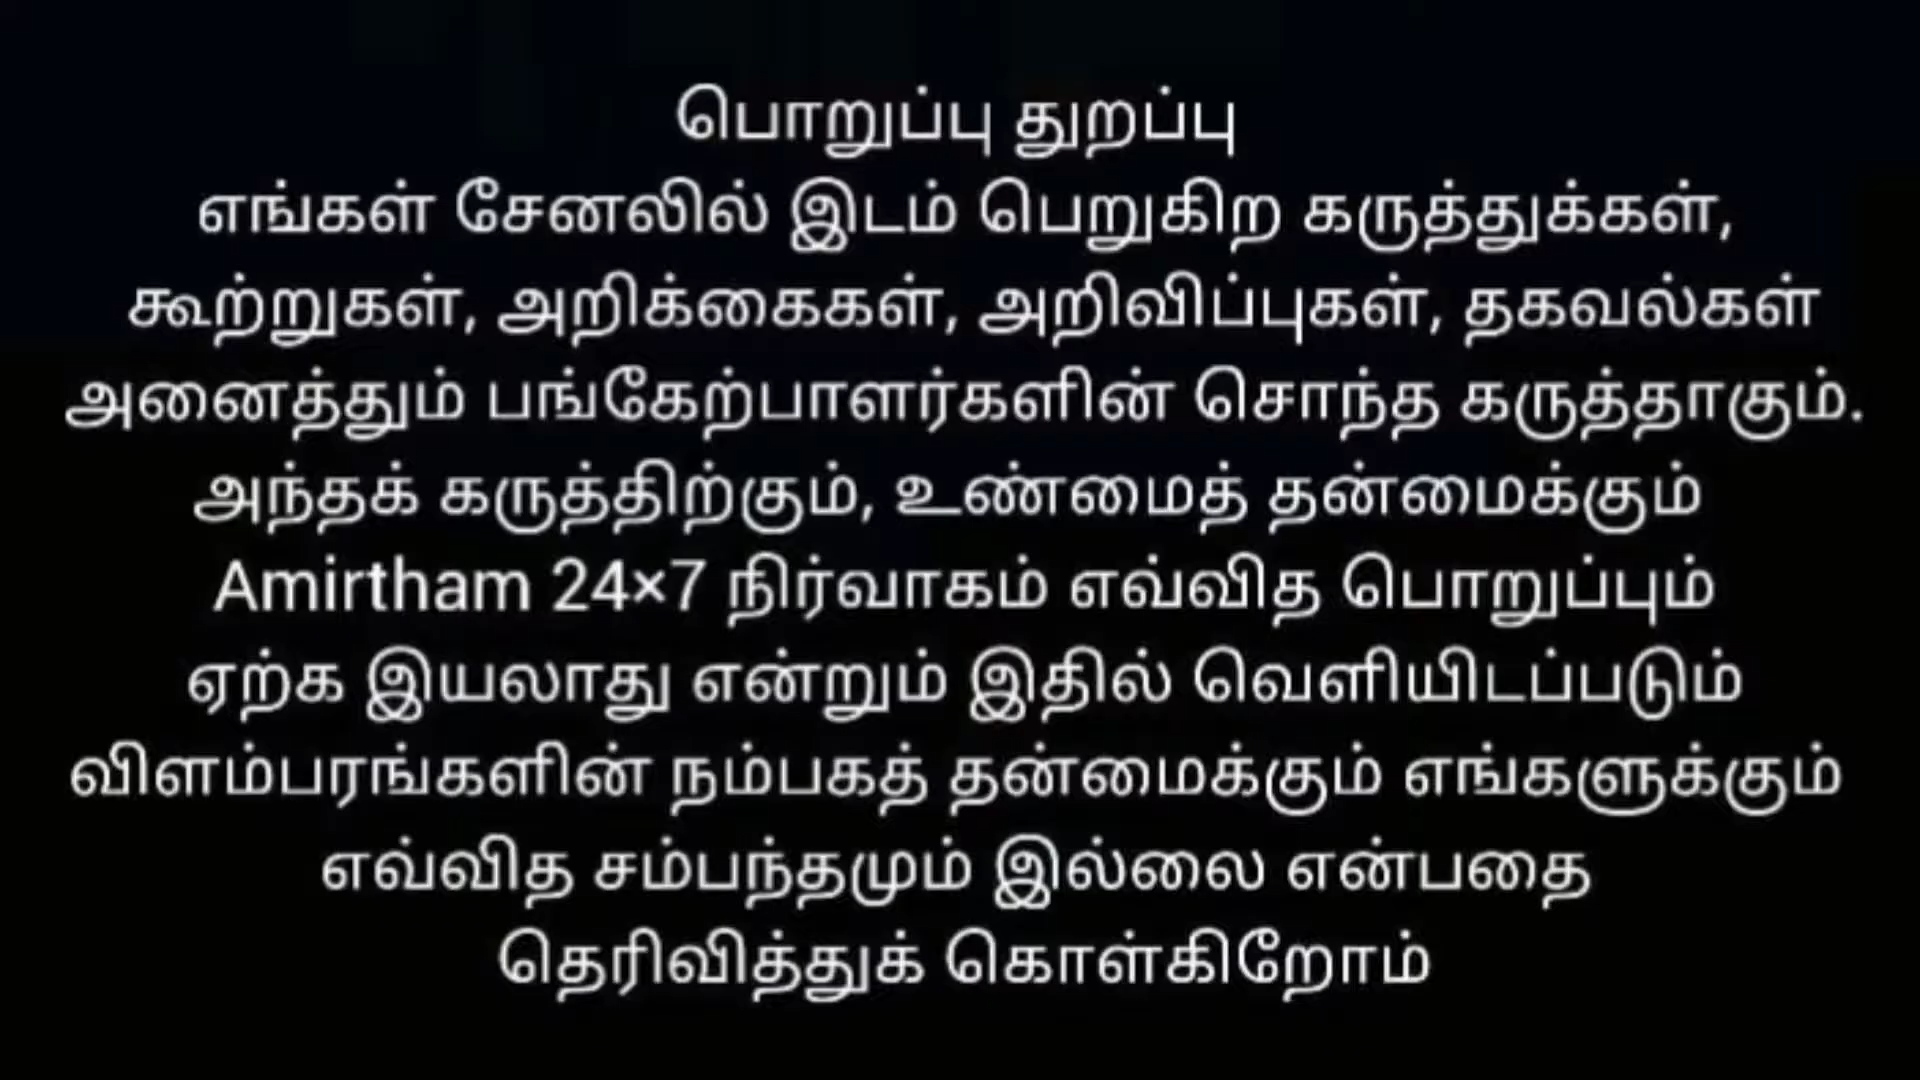 பொறுப்பு துறப்பு
எங்கள் சேனலில் இடம் பெறுகிற கருத்துக்கள்,
கூற்றுகள், அறிக்கைகள், அறிவிப்புகள், தகவல்கள்
அனைத்தும் பங்கேற்பாளர்களின் சொந்த கருத்தாகும்.
அந்தக் கருத்திற்கும், உண்மைத் தன்மைக்கும்
Amirtham 24×7 நிர்வாகம் எவ்வித பொறுப்பும்
ஏற்க இயலாது என்றும் இதில் வெளியிடப்படும்
விளம்பரங்களின் நம்பகத் தன்மைக்கும் எங்களுக்கும்
எவ்வித சம்பந்தமும் இல்லை என்பதை
தெரிவித்துக் கொள்கிறோம்